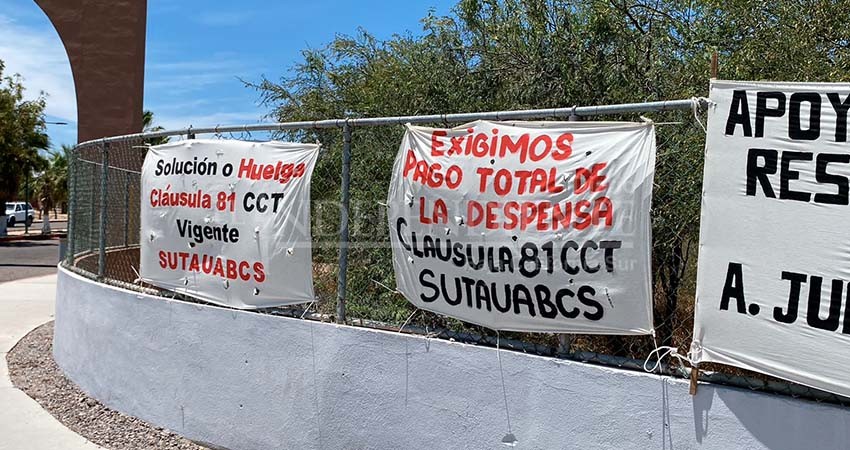 Solución o Huelga
Cláusula 81 CCT
Vigente
SUTAUABCS
EXIGIMOS
PAGO TOTAL DE
LA DESPENSA
CLAUSULA 81 CCT
SUTAUABCS
APOY
RES
A. JU